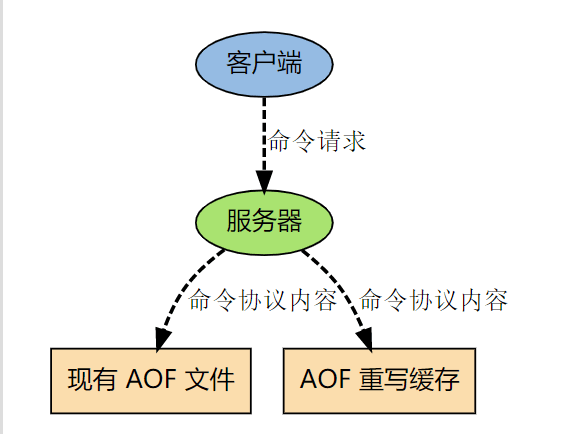 客户端
命令请求
服务器
命令协议内容
命令协议内容
现有 AOF 文件
AOF 重写缓存